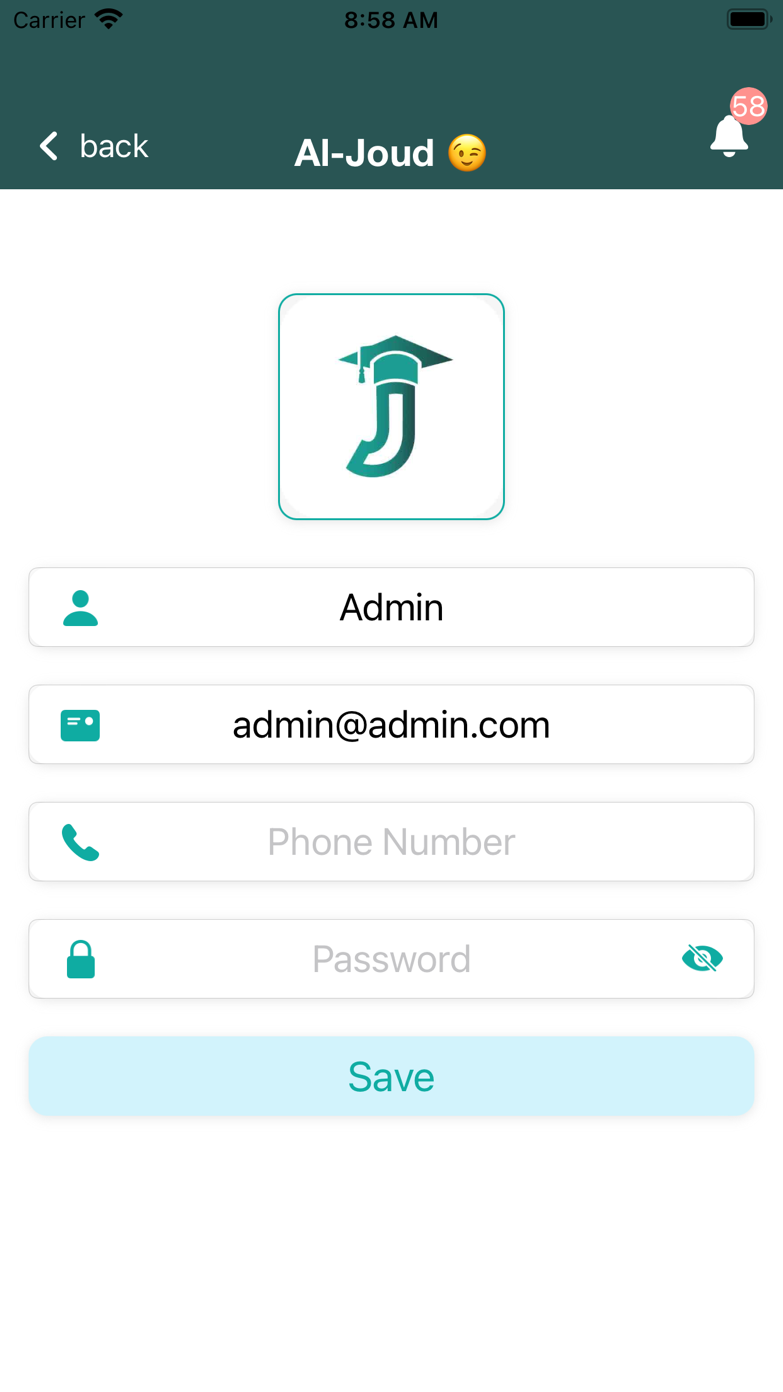 Carrier 8:58 AM
58
back
Al-Joud 😉
Admin
admin@admin.com
Phone Number
Password
Save